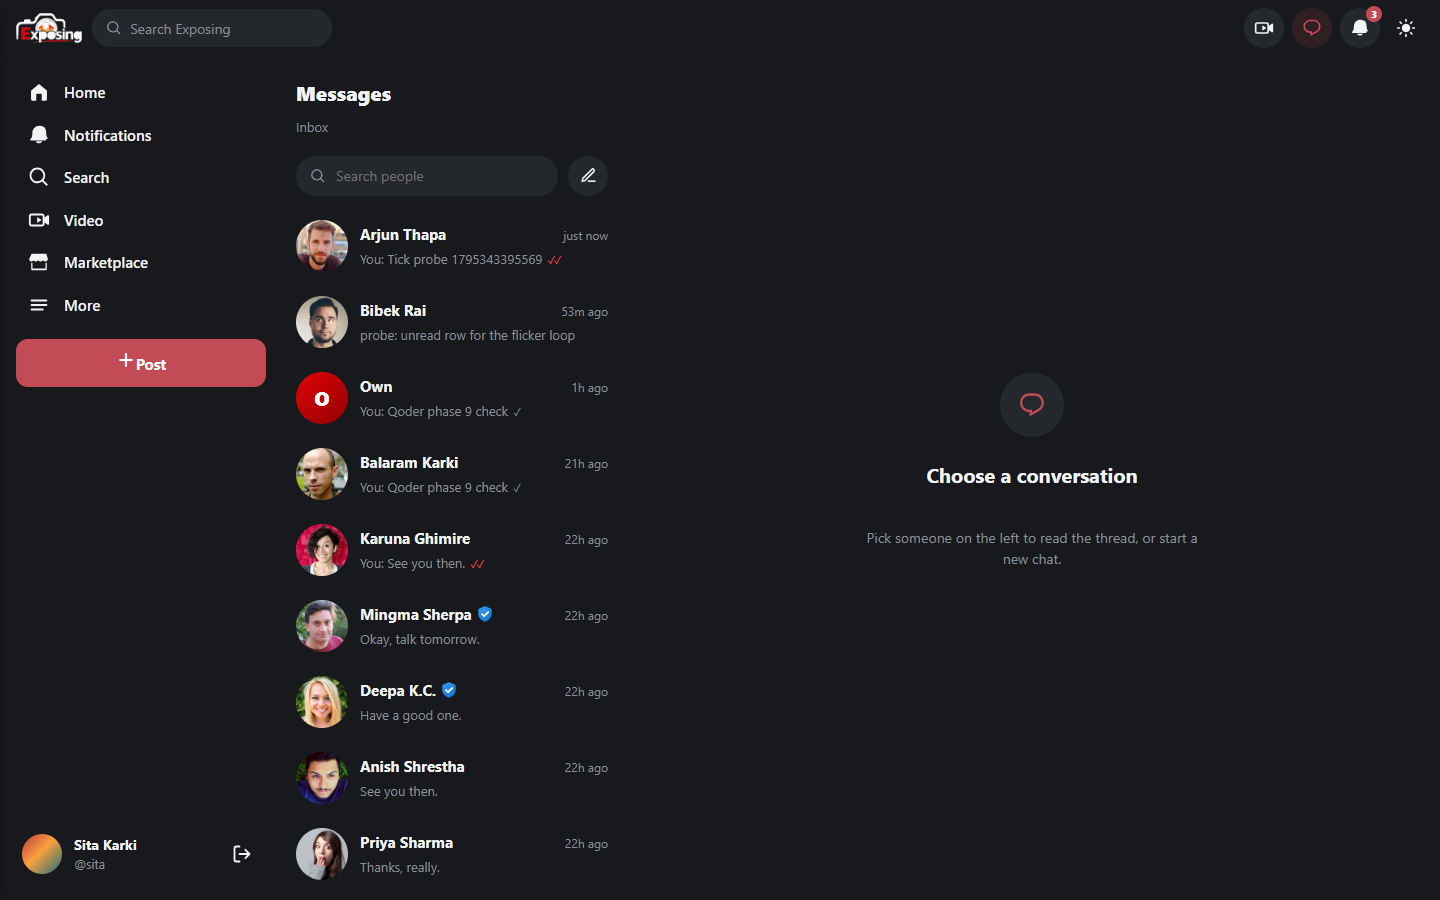 Exposing
Search Exposing
3
Home
Notifications
Search
Video
Marketplace
More
Post
Sita Karki
@sita
Messages
Inbox
Search people
Arjun Thapa
just now
You: Tick probe 1795343395569 ✓✓
Bibek Rai
53m ago
probe: unread row for the flicker loop
O
Own
1h ago
You: Qoder phase 9 check ✓
Balaram Karki
21h ago
You: Qoder phase 9 check ✓
Karuna Ghimire
22h ago
You: See you then. ✓✓
Mingma Sherpa
22h ago
Okay, talk tomorrow.
Deepa K.C.
22h ago
Have a good one.
Anish Shrestha
22h ago
See you then.
Priya Sharma
22h ago
Thanks, really.
Choose a conversation
Pick someone on the left to read the thread, or start a
new chat.